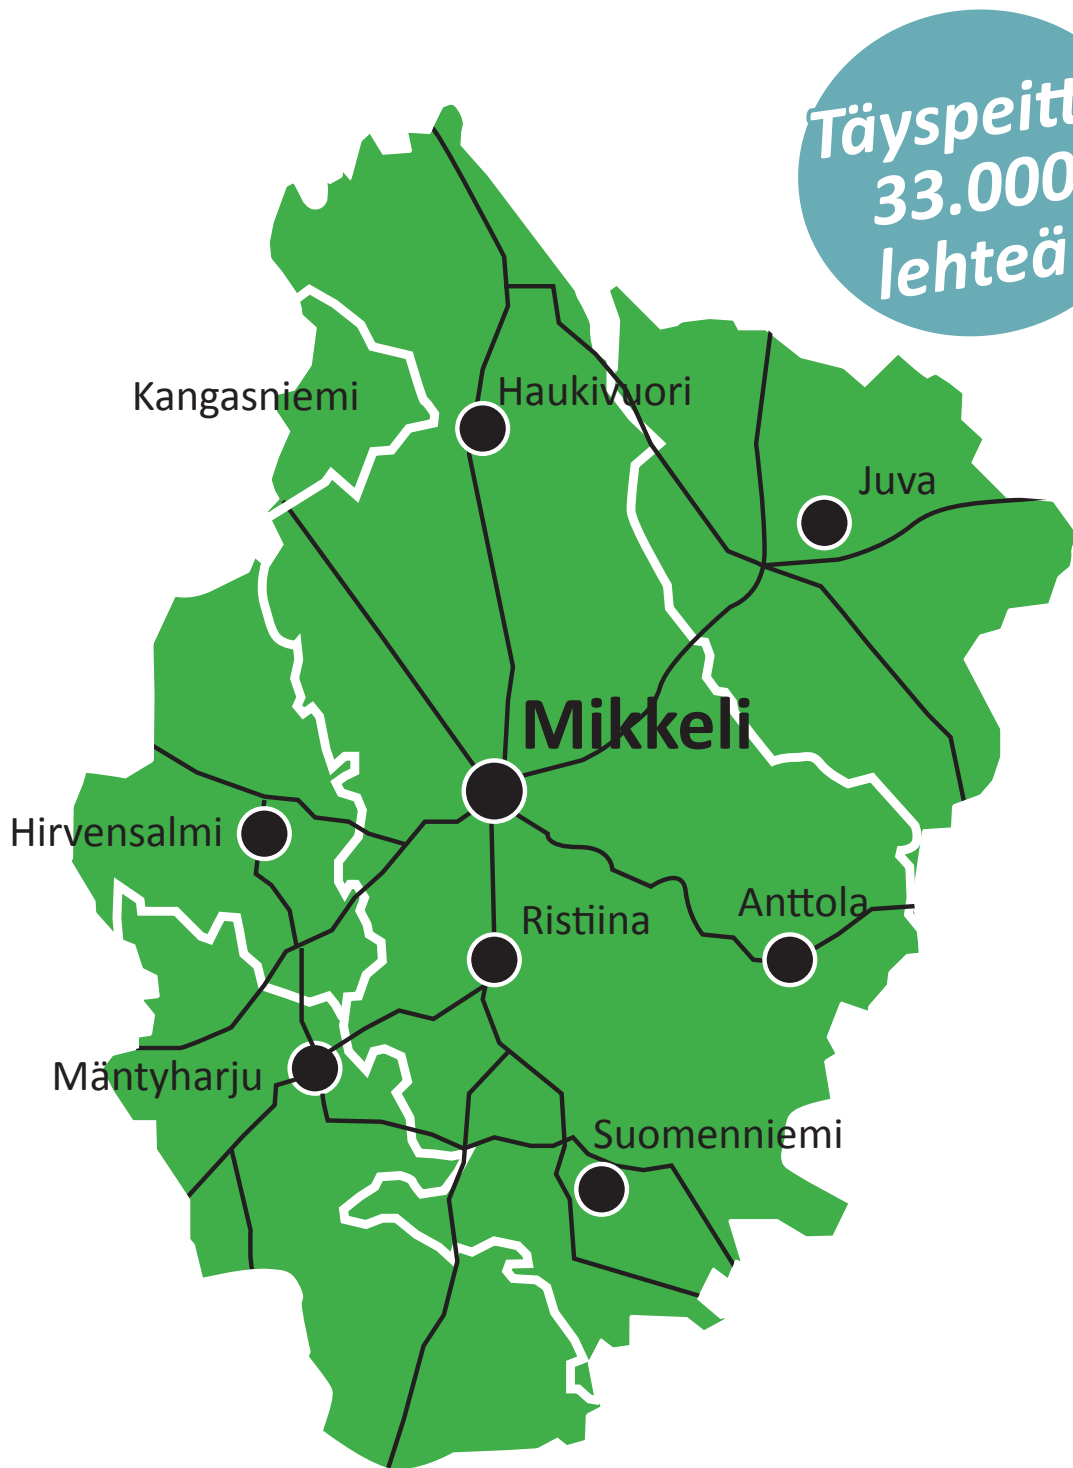 Täyspeitt
33.000
lehteä
Kangasniemi
Haukivuori
Juva
Mikkeli
Hirvensalmi
Anttola
Ristiina
Mäntyharju
Suomenniemi